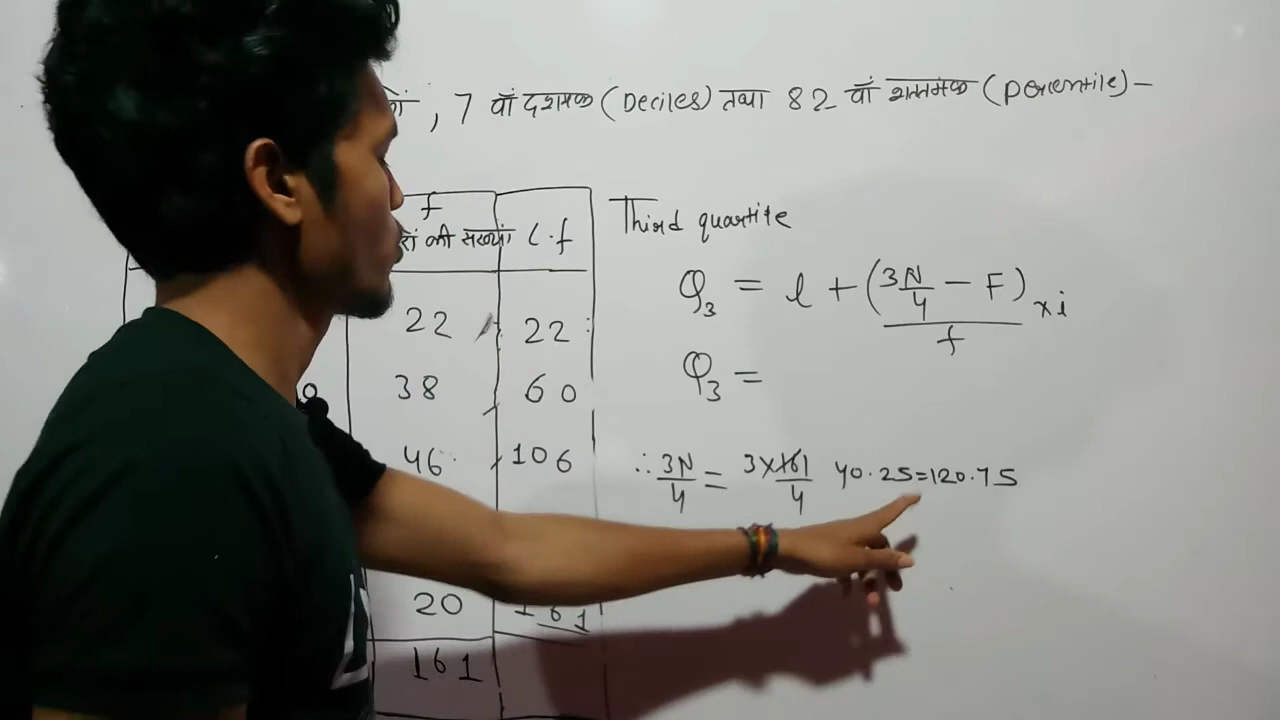 , 7 वाँ दशमक (Deciles) तथा 82 वाँ शतमक (Percentile) –
f
की संख्या C.f
22 22
38 60
46 106
20 161
161
Third quartile
Q₃ = l + (3N/4 – F)/f × i
Q₃ =
∴ 3N/4 = 3×161/4 40.25=120.75